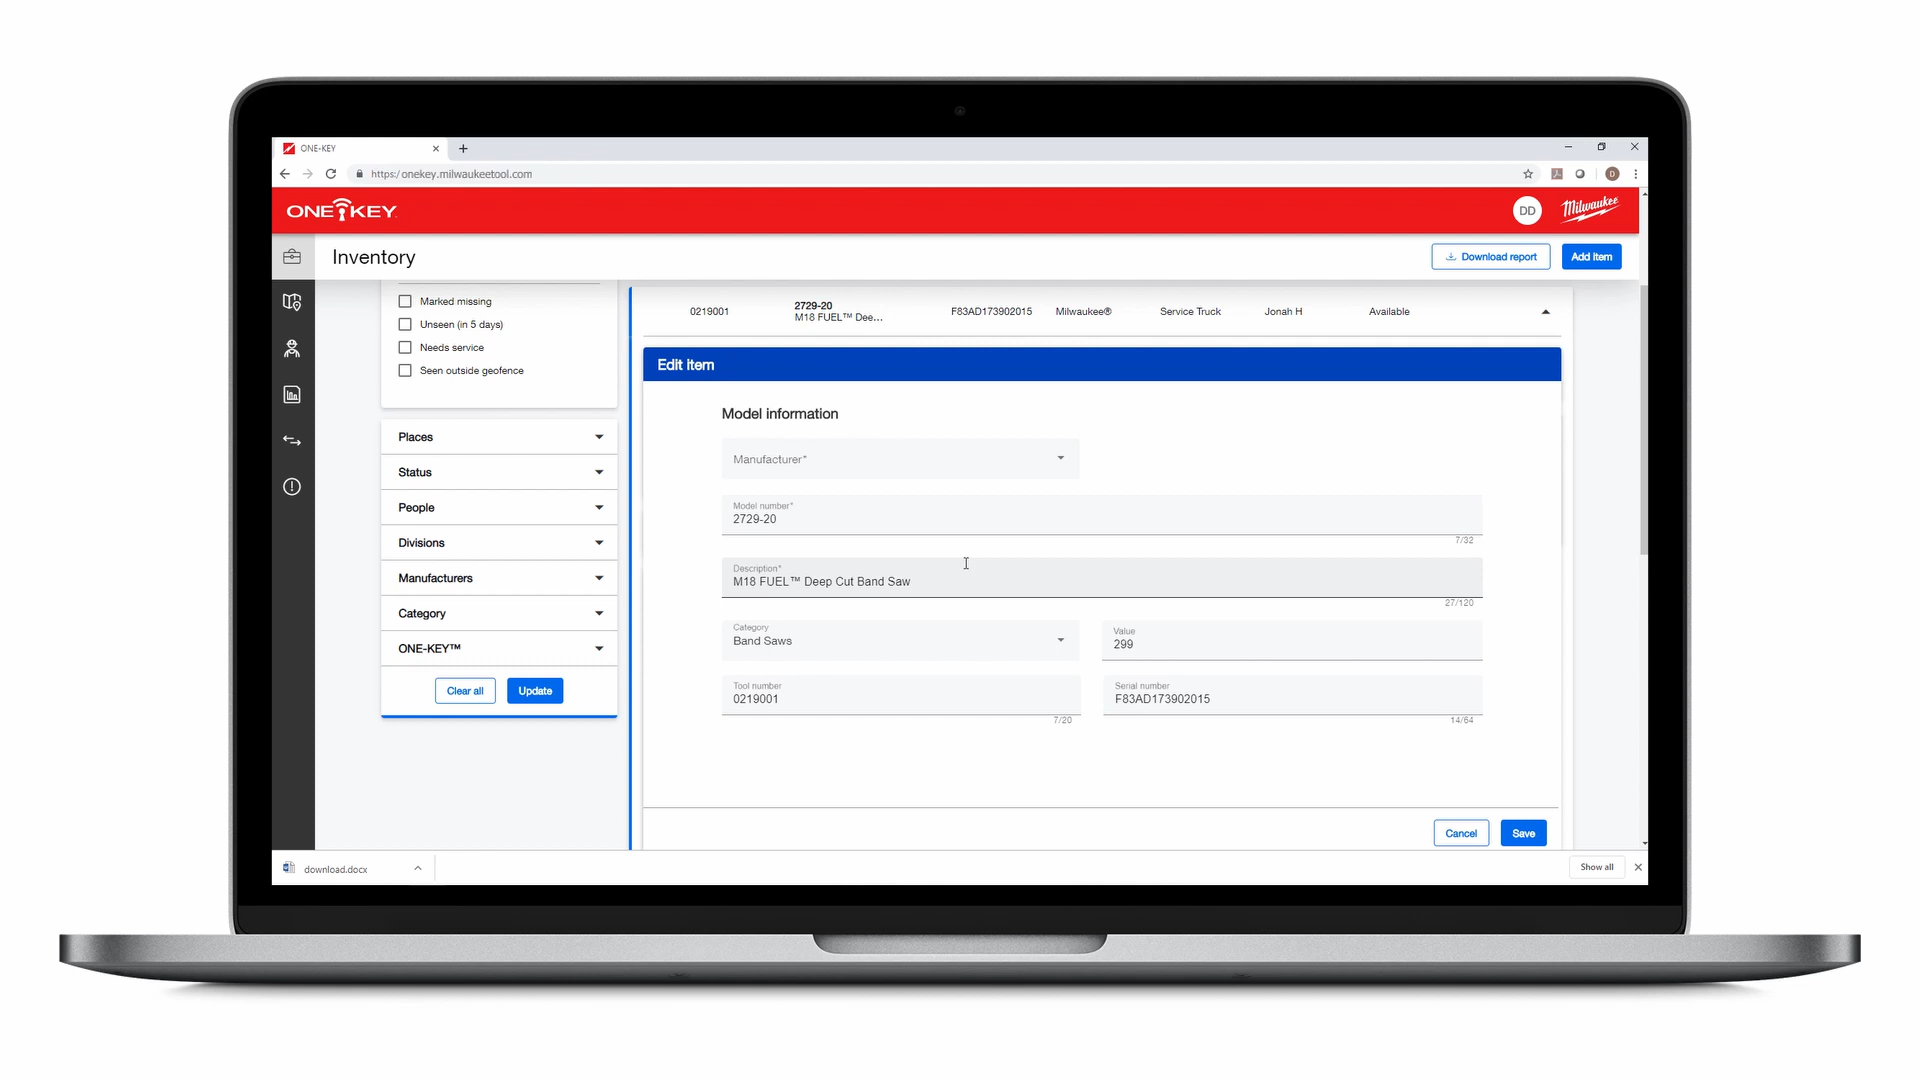 ONE-KEY
https:/onekey.milwaukeetool.com
D
ONE KEY
DD
Milwaukee
Inventory
Download report
Add item
Marked missing
Unseen (in 5 days)
Needs service
Seen outside geofence
Places
Status
People
Divisions
Manufacturers
Category
ONE-KEY™
Clear all
Update
0219001
2729-20
M18 FUEL™ Dee...
F83AD173902015
Milwaukee®
Service Truck
Jonah H
Available
Edit item
Model information
Manufacturer*
Model number*
2729-20
7/32
Description*
M18 FUEL™ Deep Cut Band Saw
27/120
Category
Band Saws
Value
299
Tool number
0219001
7/20
Serial number
F83AD173902015
14/64
Cancel
Save
download.docx
Show all